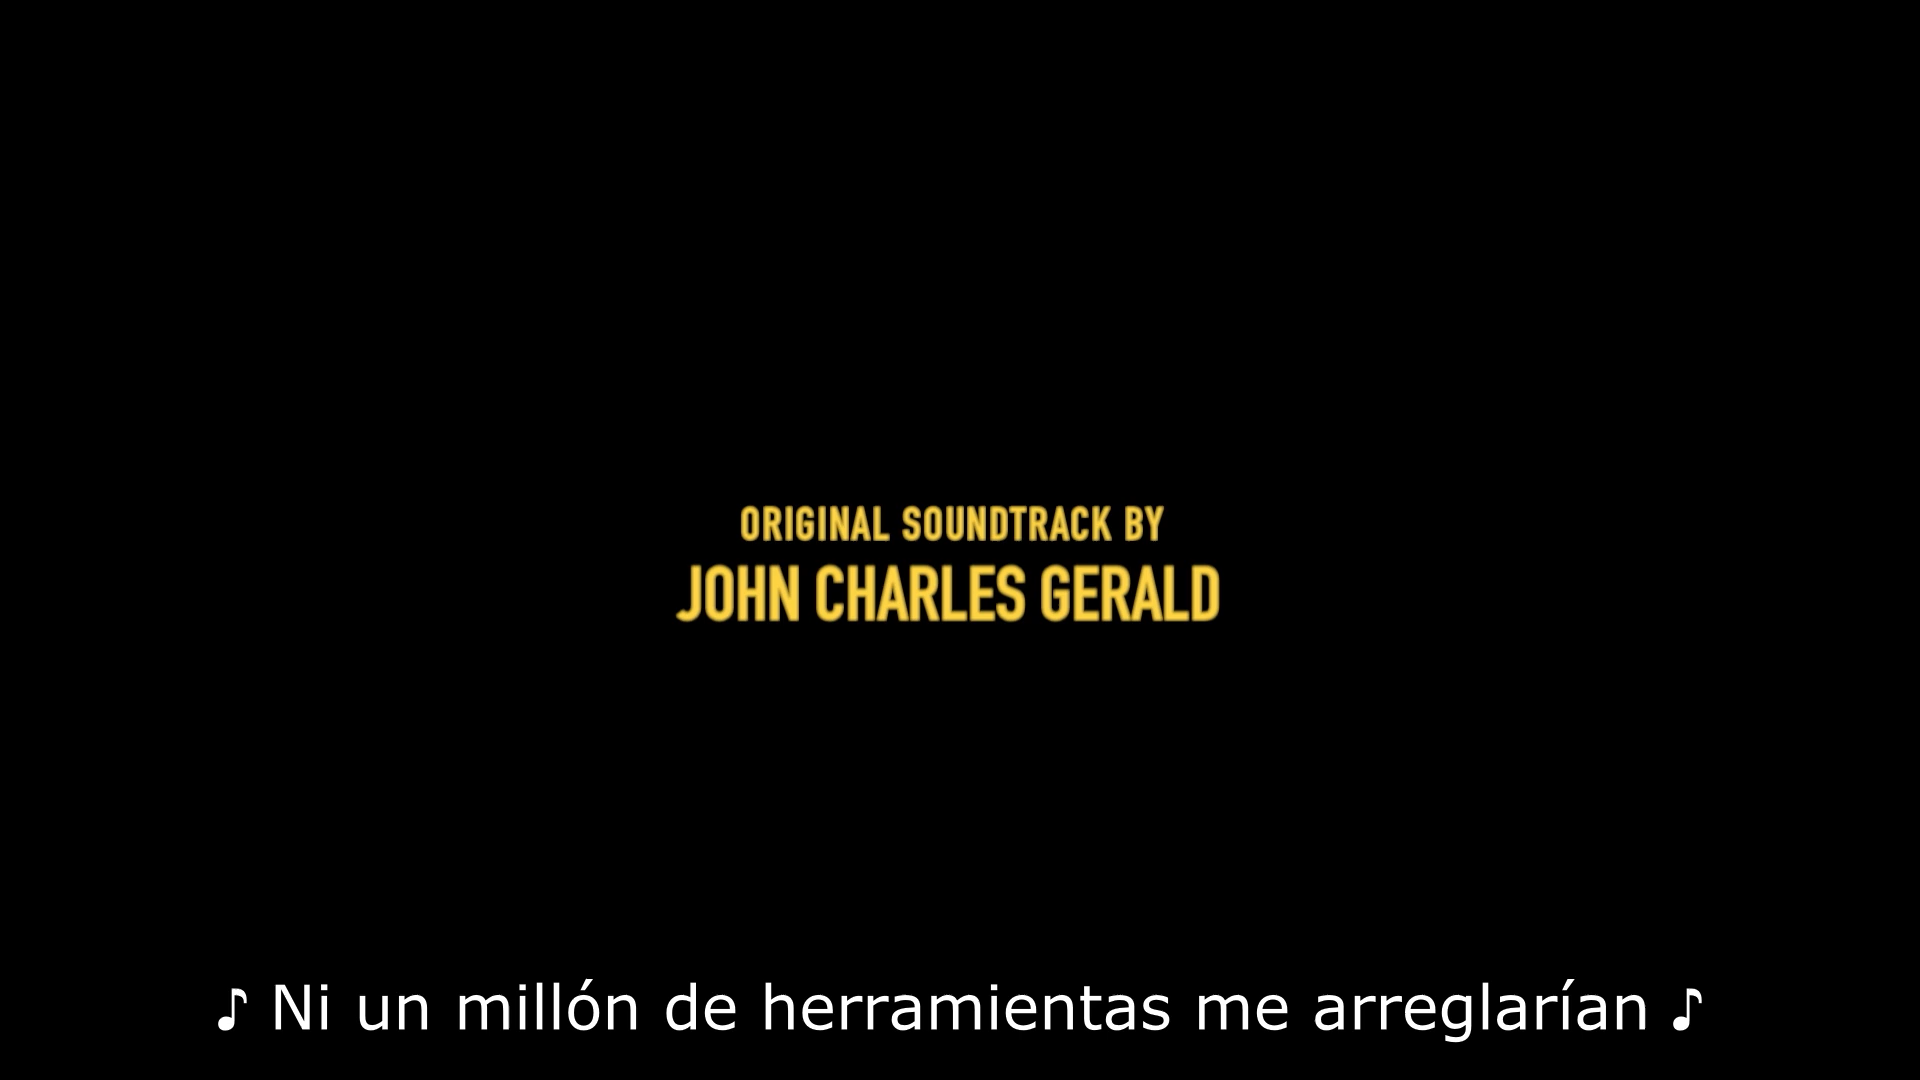 ORIGINAL SOUNDTRACK BY
JOHN CHARLES GERALD
♪ Ni un millón de herramientas me arreglarían ♪